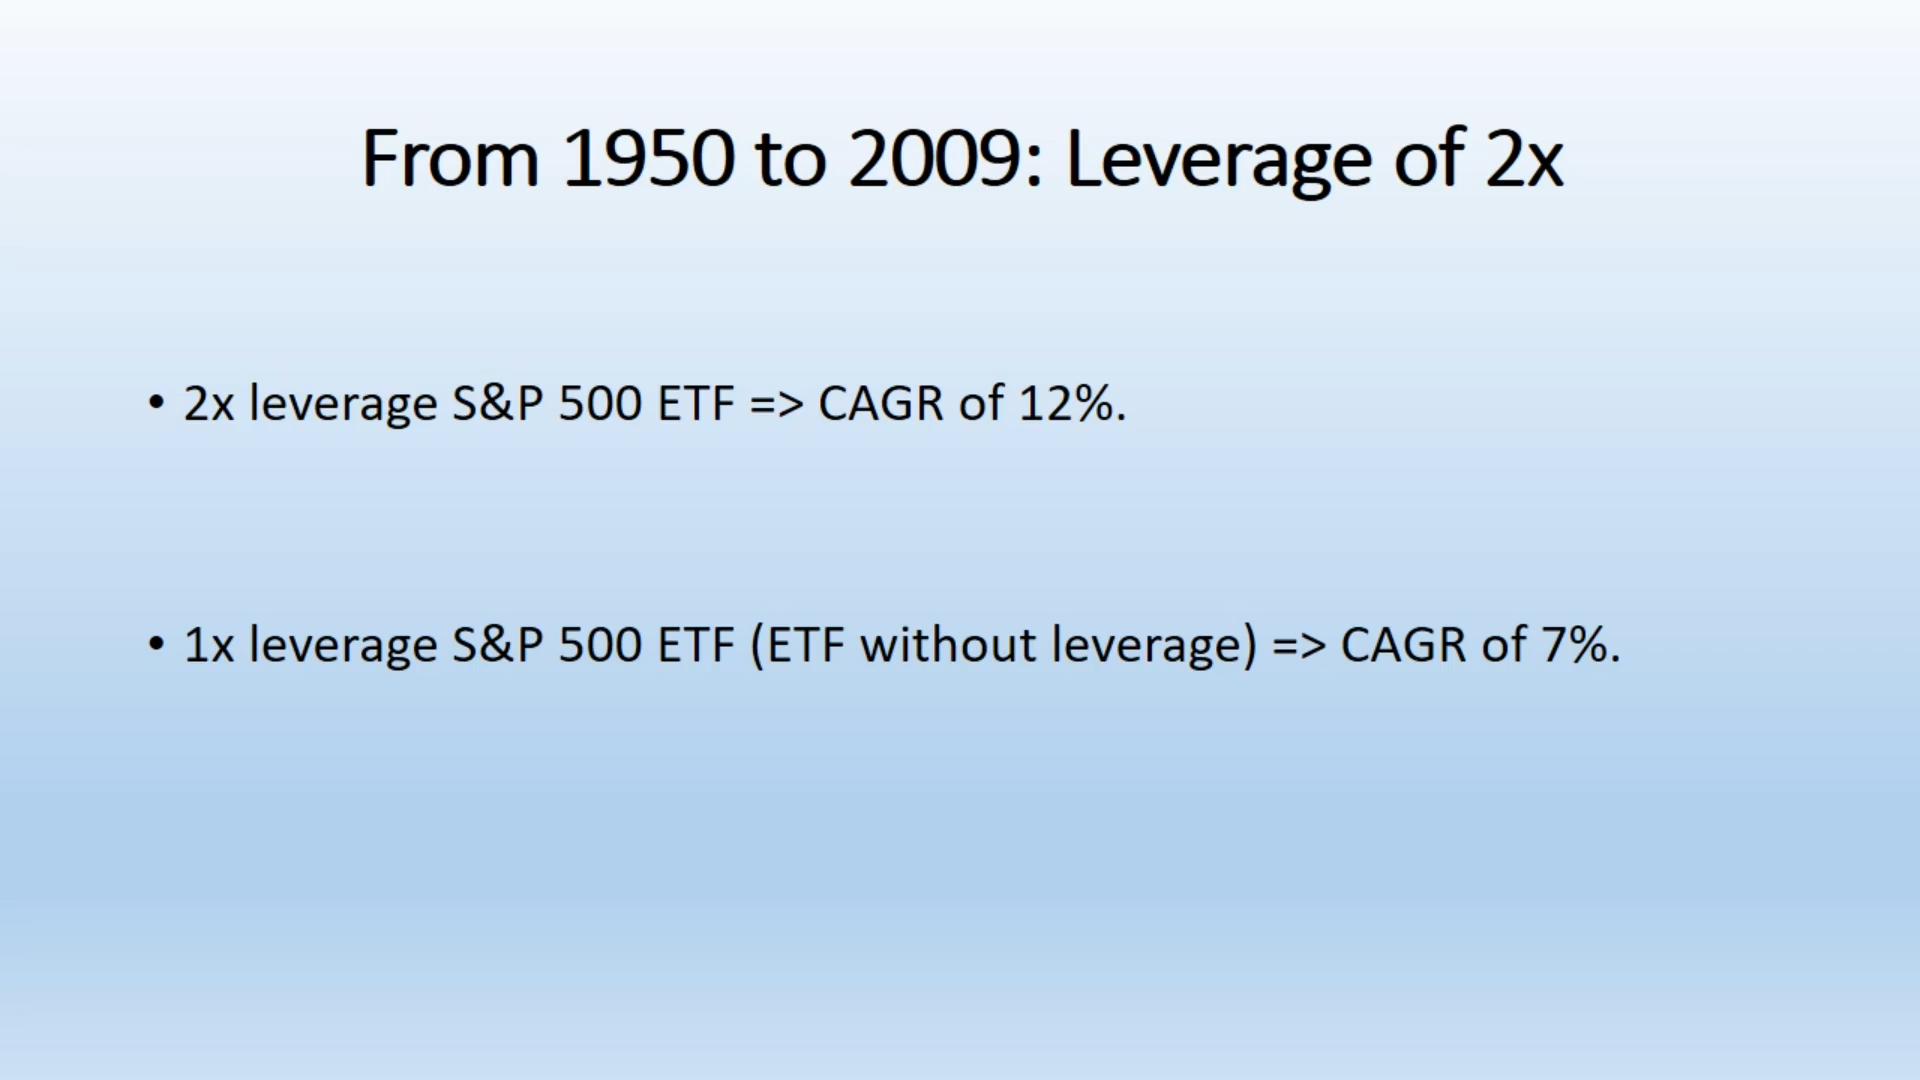 From 1950 to 2009: Leverage of 2x
• 2x leverage S&P 500 ETF => CAGR of 12%.
• 1x leverage S&P 500 ETF (ETF without leverage) => CAGR of 7%.